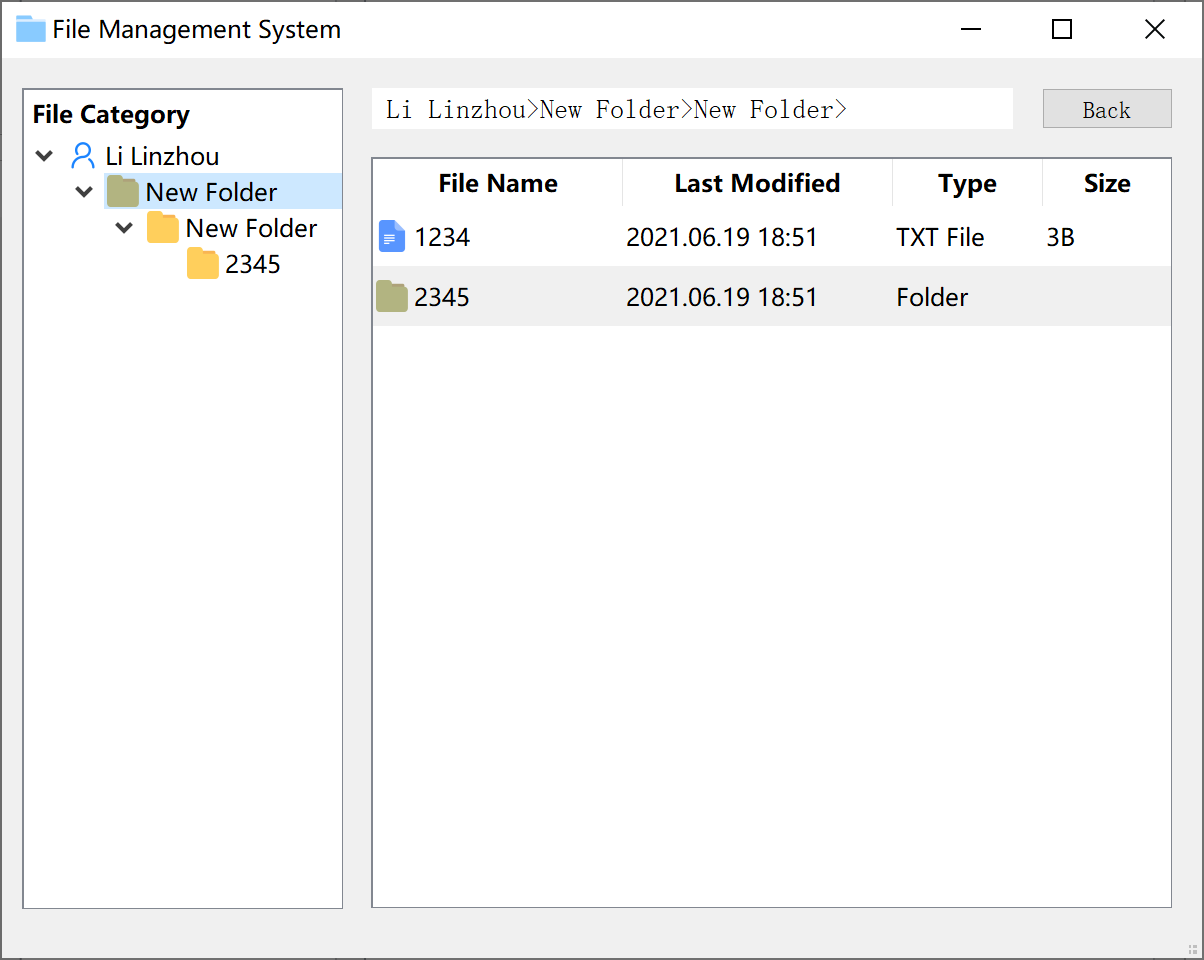 File Management System
Li Linzhou>New Folder>New Folder>
Back
File Category
Li Linzhou
New Folder
New Folder
2345
File Name Last Modified Type Size
1234 2021.06.19 18:51 TXT File 3B
2345 2021.06.19 18:51 Folder